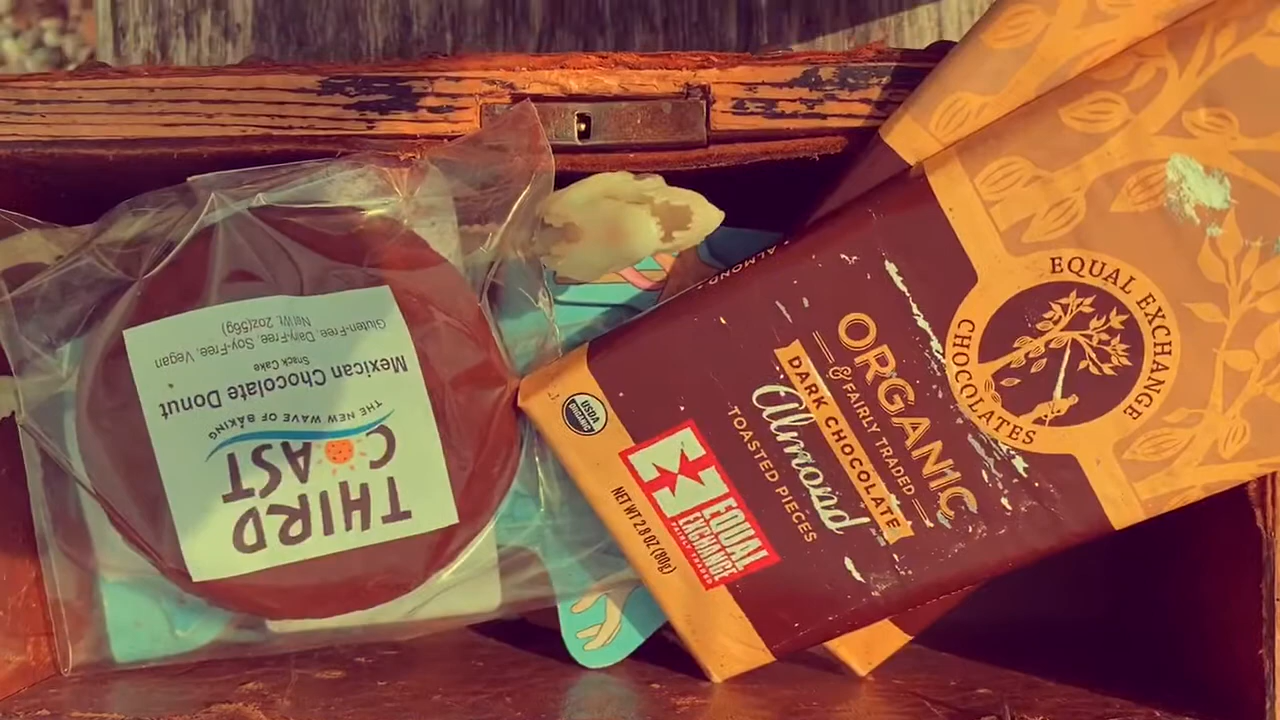 THIRD
COAST
THE NEW WAVE OF BAKING
Mexican Chocolate Donut
Snack Cake
Gluten-Free, Dairy-Free, Soy-Free, Vegan
Net Wt. 2oz(56g)
EQUAL EXCHANGE
CHOCOLATES
ORGANIC
& FAIRLY TRADED
DARK CHOCOLATE
Almond
TOASTED PIECES
USDA
ORGANIC
EQUAL
EXCHANGE
FAIRLY TRADED
NET WT 2.8 OZ (80g)
ALMOND